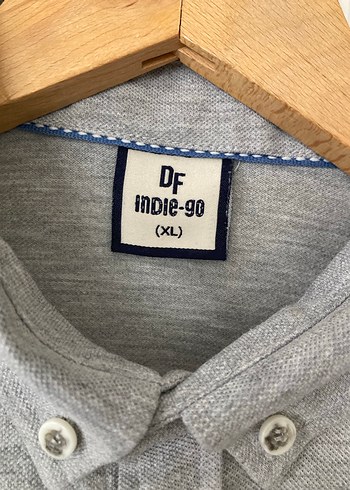 DF
INDIe-go
(XL)